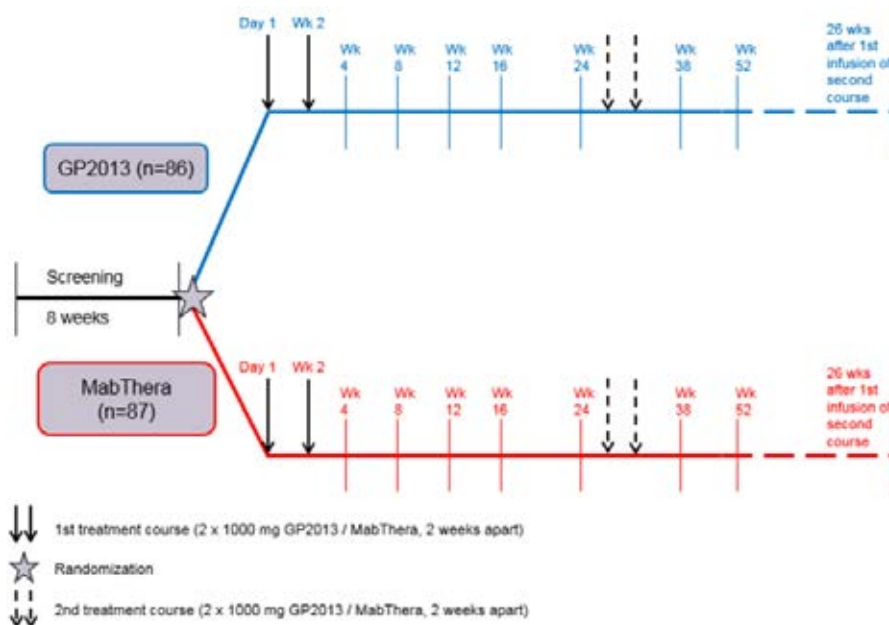 Day 1 Wk 2
Wk 4
Wk 8
Wk 12
Wk 16
Wk 24
Wk 38
Wk 52
26 wks
after 1st
infusion of
second
course
GP2013 (n=86)
Screening
8 weeks
MabThera
(n=87)
Day 1 Wk 2
Wk 4
Wk 8
Wk 12
Wk 16
Wk 24
Wk 38
Wk 52
26 wks
after 1st
infusion of
second
course
1st treatment course (2 x 1000 mg GP2013 / MabThera, 2 weeks apart)
Randomization
2nd treatment course (2 x 1000 mg GP2013 / MabThera, 2 weeks apart)